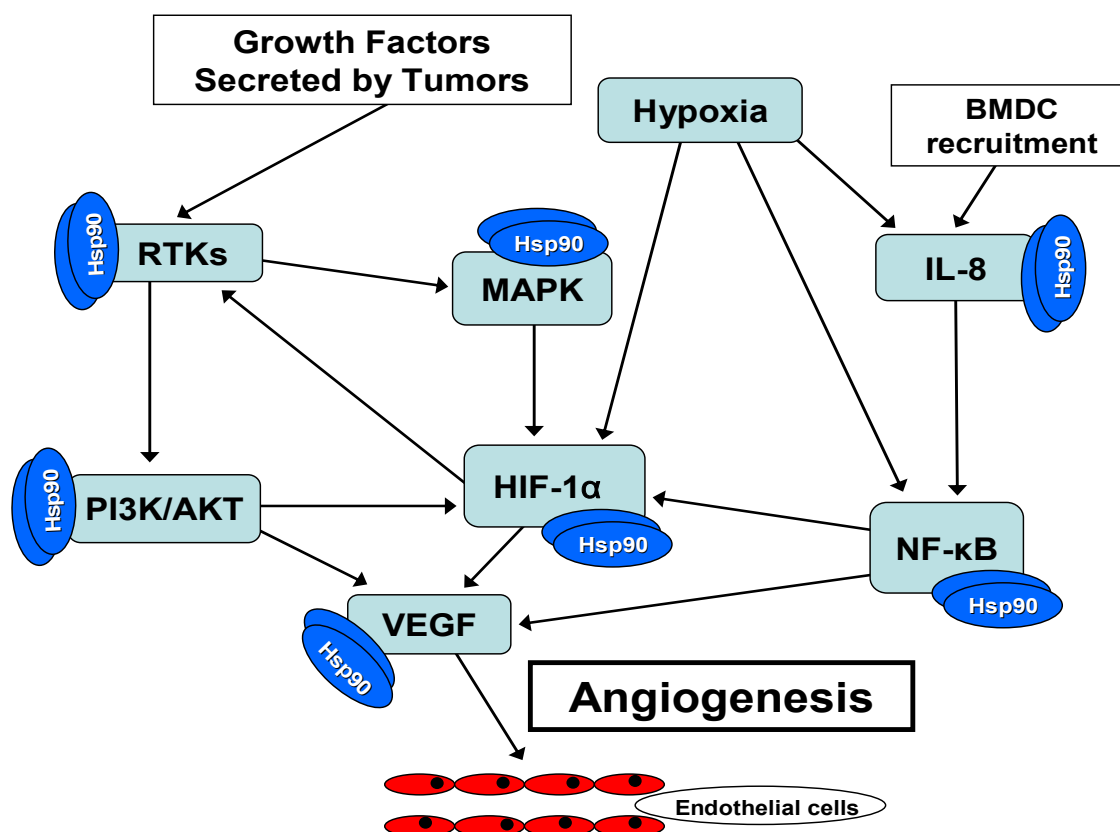 Growth Factors
Secreted by Tumors
Hypoxia
BMDC
recruitment
Hsp90
RTKs
Hsp90
MAPK
IL-8
Hsp90
Hsp90
PI3K/AKT
HIF-1α
Hsp90
NF-κB
Hsp90
VEGF
Hsp90
Angiogenesis
Endothelial cells